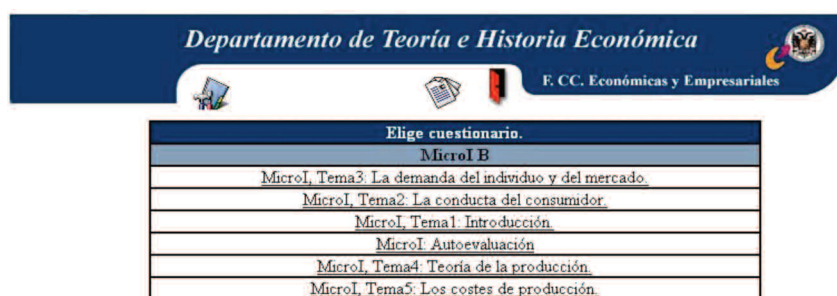 Departamento de Teoría e Historia Económica
F. CC. Económicas y Empresariales
Elige cuestionario.
MicroI B
MicroI, Tema3: La demanda del individuo y del mercado.
MicroI, Tema2: La conducta del consumidor.
MicroI, Tema1: Introducción.
MicroI: Autoevaluación
MicroI, Tema4: Teoría de la producción.
MicroI, Tema5: Los costes de producción.